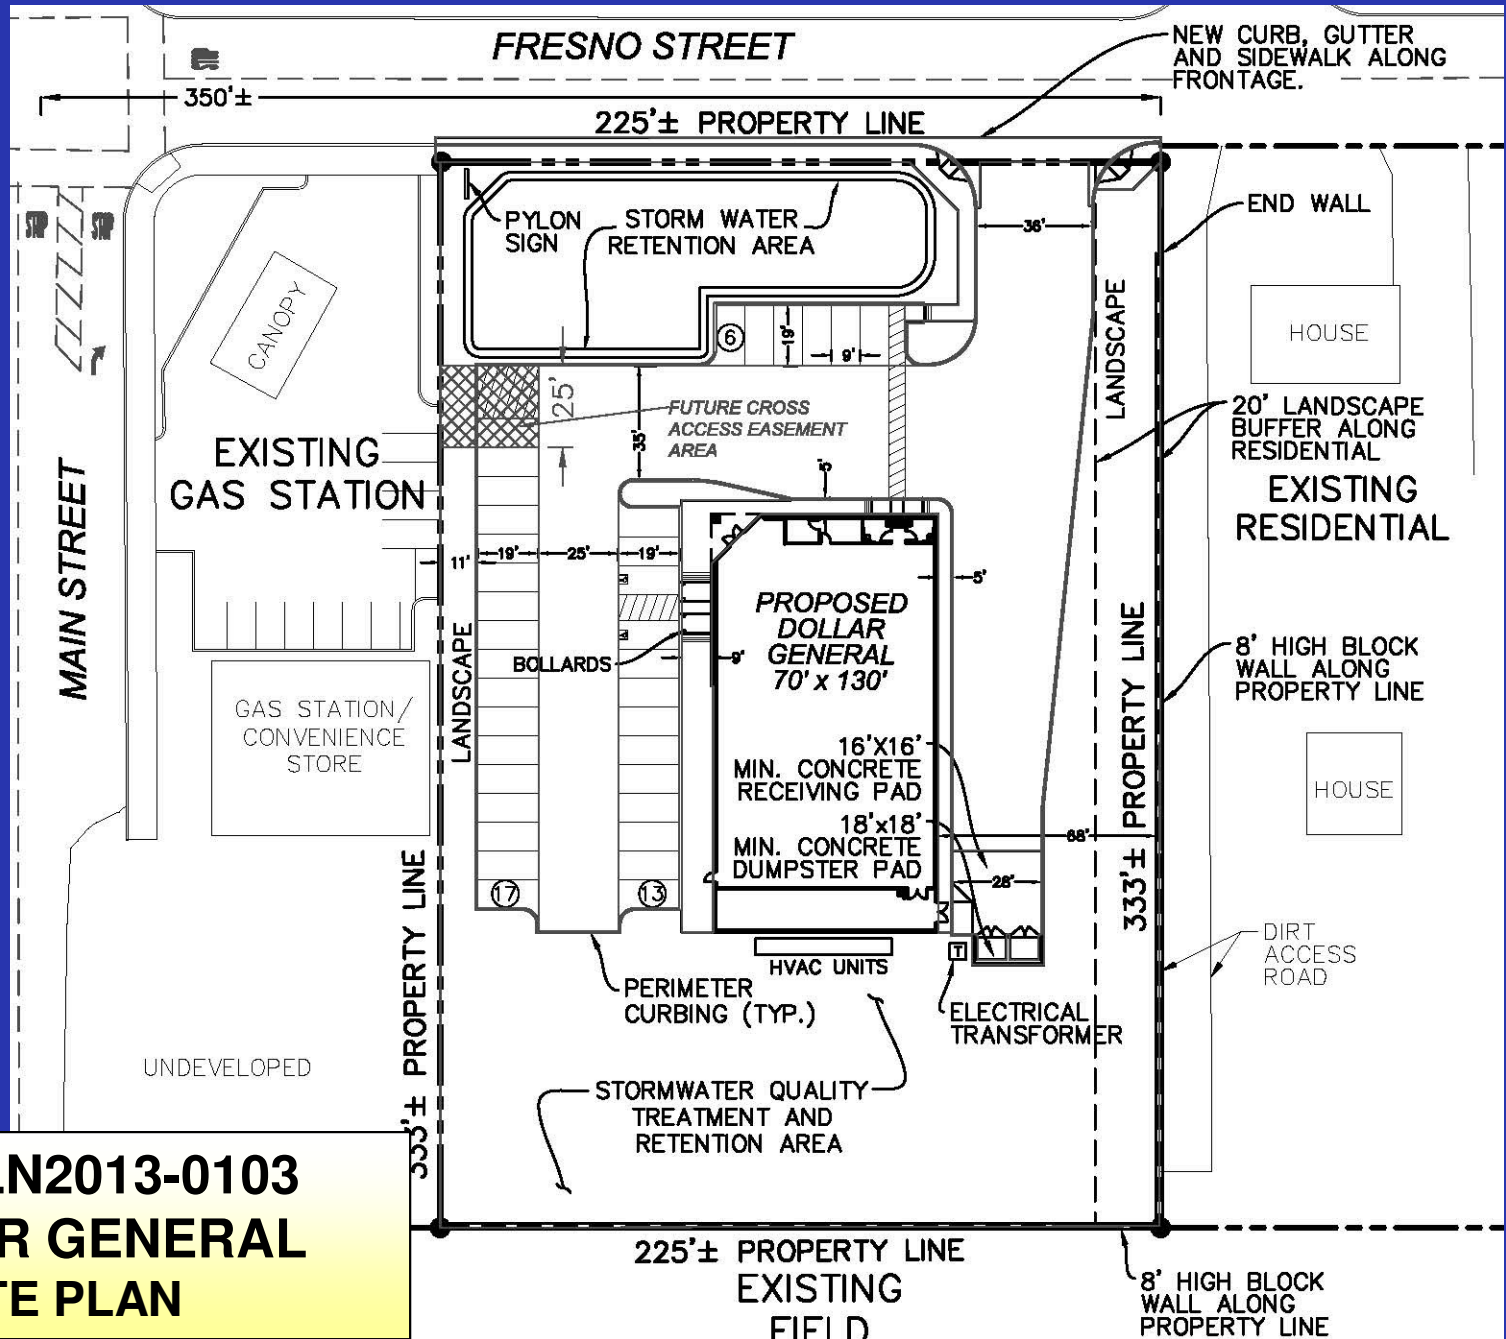 FRESNO STREET
NEW CURB, GUTTER
AND SIDEWALK ALONG
FRONTAGE.
350'±
225'± PROPERTY LINE
END WALL
PYLON
SIGN
STORM WATER
RETENTION AREA
36'
CANOPY
LANDSCAPE
HOUSE
6
19'
9'
25'
35'
FUTURE CROSS
ACCESS EASEMENT
AREA
20' LANDSCAPE
BUFFER ALONG
RESIDENTIAL
EXISTING
GAS STATION
EXISTING
RESIDENTIAL
MAIN STREET
5'
11'
19'
25'
19'
5'
PROPOSED
DOLLAR
GENERAL
70' x 130'
BOLLARDS
9'
LANDSCAPE
8' HIGH BLOCK
WALL ALONG
PROPERTY LINE
GAS STATION/
CONVENIENCE
STORE
16'X16'
MIN. CONCRETE
RECEIVING PAD
18'x18'
MIN. CONCRETE
DUMPSTER PAD
HOUSE
68'
28'
17
13
333'± PROPERTY LINE
333'± PROPERTY LINE
HVAC UNITS
T
DIRT
ACCESS
ROAD
PERIMETER
CURBING (TYP.)
ELECTRICAL
TRANSFORMER
UNDEVELOPED
STORMWATER QUALITY
TREATMENT AND
RETENTION AREA
LN2013-0103
R GENERAL
TE PLAN
225'± PROPERTY LINE
EXISTING
FIELD
8' HIGH BLOCK
WALL ALONG
PROPERTY LINE